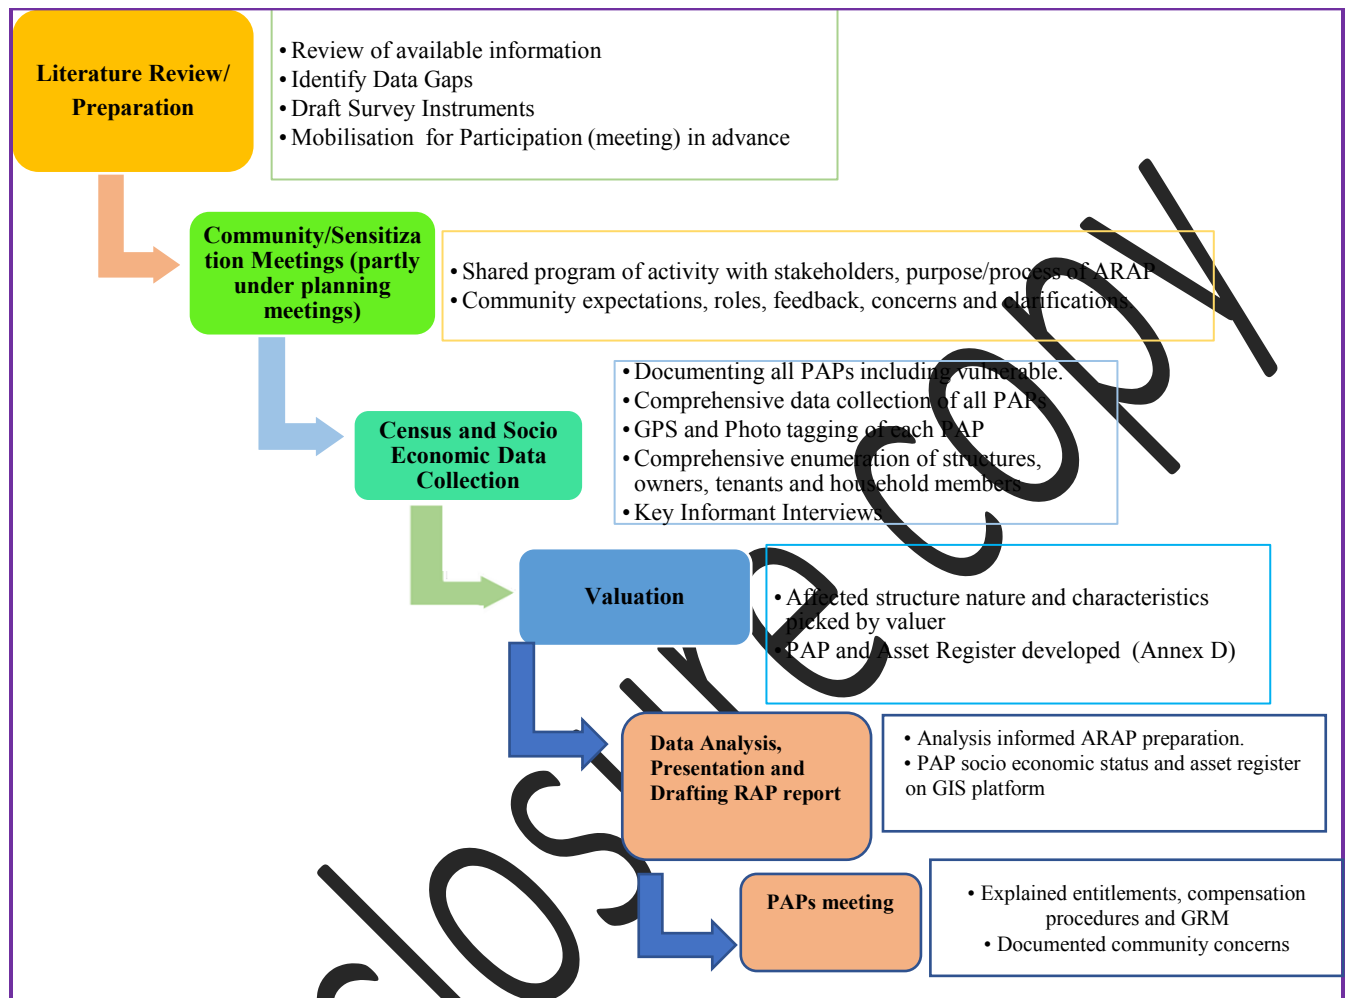 Literature Review/
Preparation
• Review of available information
• Identify Data Gaps
• Draft Survey Instruments
• Mobilisation for Participation (meeting) in advance
Community/Sensitiza
tion Meetings (partly
under planning
meetings)
• Shared program of activity with stakeholders, purpose/process of ARAP
• Community expectations, roles, feedback, concerns and clarifications.
Census and Socio
Economic Data
Collection
• Documenting all PAPs including vulnerable.
• Comprehensive data collection of all PAPs
• GPS and Photo tagging of each PAP
• Comprehensive enumeration of structures,
owners, tenants and household members
• Key Informant Interviews
Valuation
• Affected structure nature and characteristics
picked by valuer
• PAP and Asset Register developed (Annex D)
Data Analysis,
Presentation and
Drafting RAP report
• Analysis informed ARAP preparation.
• PAP socio economic status and asset register
on GIS platform
PAPs meeting
• Explained entitlements, compensation
procedures and GRM
• Documented community concerns
closure copy